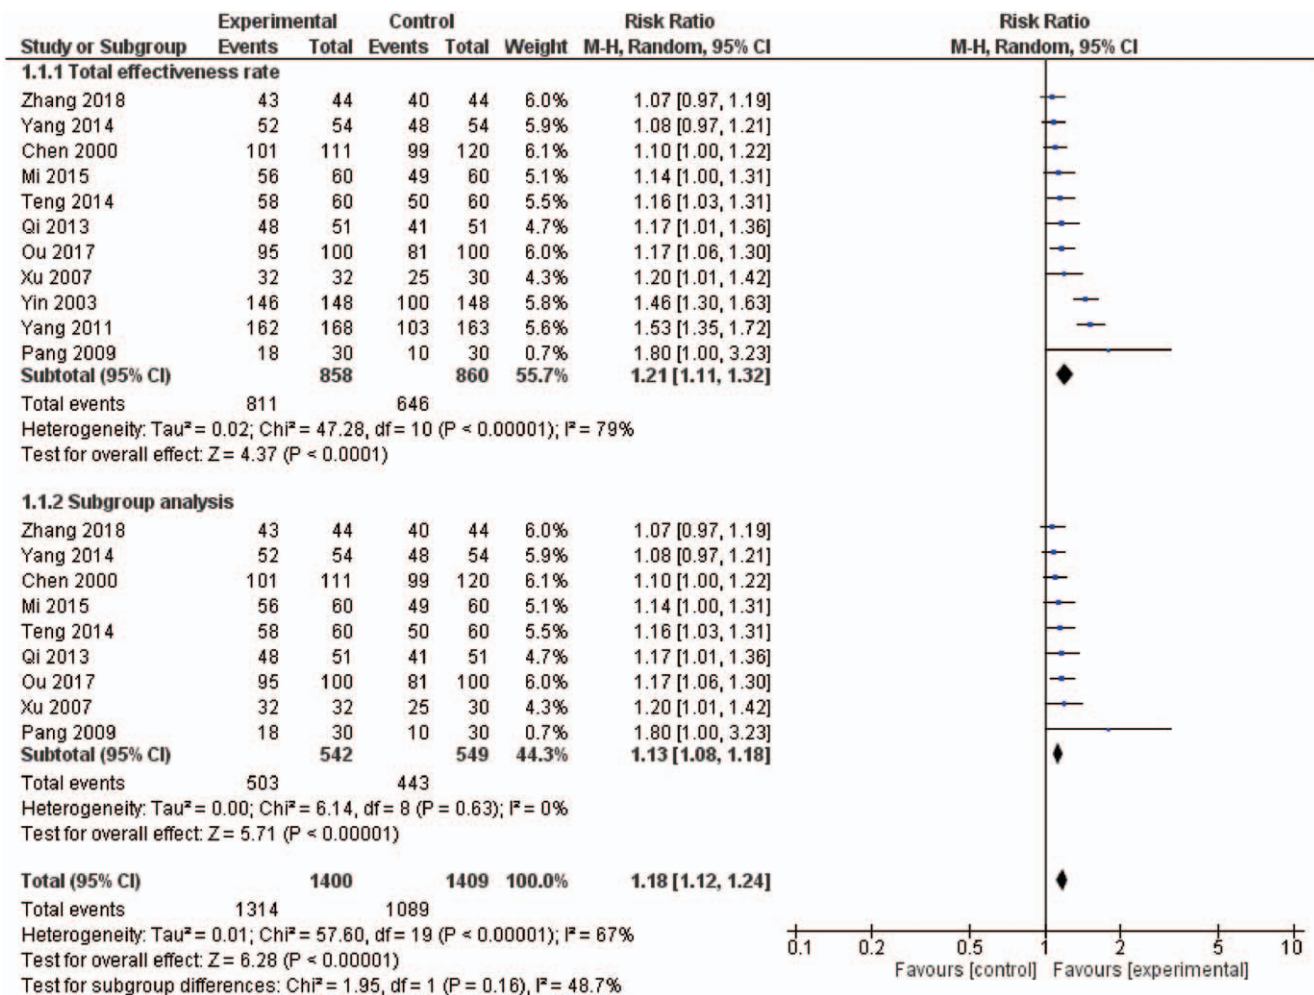 Experimental Control Risk Ratio Risk Ratio
Study or Subgroup Events Total Events Total Weight M-H, Random, 95% CI M-H, Random, 95% CI
1.1.1 Total effectiveness rate
Zhang 2018 43 44 40 44 6.0% 1.07 [0.97, 1.19]
Yang 2014 52 54 48 54 5.9% 1.08 [0.97, 1.21]
Chen 2000 101 111 99 120 6.1% 1.10 [1.00, 1.22]
Mi 2015 56 60 49 60 5.1% 1.14 [1.00, 1.31]
Teng 2014 58 60 50 60 5.5% 1.16 [1.03, 1.31]
Qi 2013 48 51 41 51 4.7% 1.17 [1.01, 1.36]
Ou 2017 95 100 81 100 6.0% 1.17 [1.06, 1.30]
Xu 2007 32 32 25 30 4.3% 1.20 [1.01, 1.42]
Yin 2003 146 148 100 148 5.8% 1.46 [1.30, 1.63]
Yang 2011 162 168 103 163 5.6% 1.53 [1.35, 1.72]
Pang 2009 18 30 10 30 0.7% 1.80 [1.00, 3.23]
Subtotal (95% CI) 858 860 55.7% 1.21 [1.11, 1.32]
Total events 811 646
Heterogeneity: Tau² = 0.02; Chi² = 47.28, df = 10 (P < 0.00001); I² = 79%
Test for overall effect: Z = 4.37 (P < 0.0001)
1.1.2 Subgroup analysis
Zhang 2018 43 44 40 44 6.0% 1.07 [0.97, 1.19]
Yang 2014 52 54 48 54 5.9% 1.08 [0.97, 1.21]
Chen 2000 101 111 99 120 6.1% 1.10 [1.00, 1.22]
Mi 2015 56 60 49 60 5.1% 1.14 [1.00, 1.31]
Teng 2014 58 60 50 60 5.5% 1.16 [1.03, 1.31]
Qi 2013 48 51 41 51 4.7% 1.17 [1.01, 1.36]
Ou 2017 95 100 81 100 6.0% 1.17 [1.06, 1.30]
Xu 2007 32 32 25 30 4.3% 1.20 [1.01, 1.42]
Pang 2009 18 30 10 30 0.7% 1.80 [1.00, 3.23]
Subtotal (95% CI) 542 549 44.3% 1.13 [1.08, 1.18]
Total events 503 443
Heterogeneity: Tau² = 0.00; Chi² = 6.14, df = 8 (P = 0.63); I² = 0%
Test for overall effect: Z = 5.71 (P < 0.00001)
Total (95% CI) 1400 1409 100.0% 1.18 [1.12, 1.24]
Total events 1314 1089
Heterogeneity: Tau² = 0.01; Chi² = 57.60, df = 19 (P < 0.00001); I² = 67%
Test for overall effect: Z = 6.28 (P < 0.00001)
Test for subgroup differences: Chi² = 1.95, df = 1 (P = 0.16), I² = 48.7%
0.1 0.2 0.5 1 2 5 10
Favours [control] Favours [experimental]